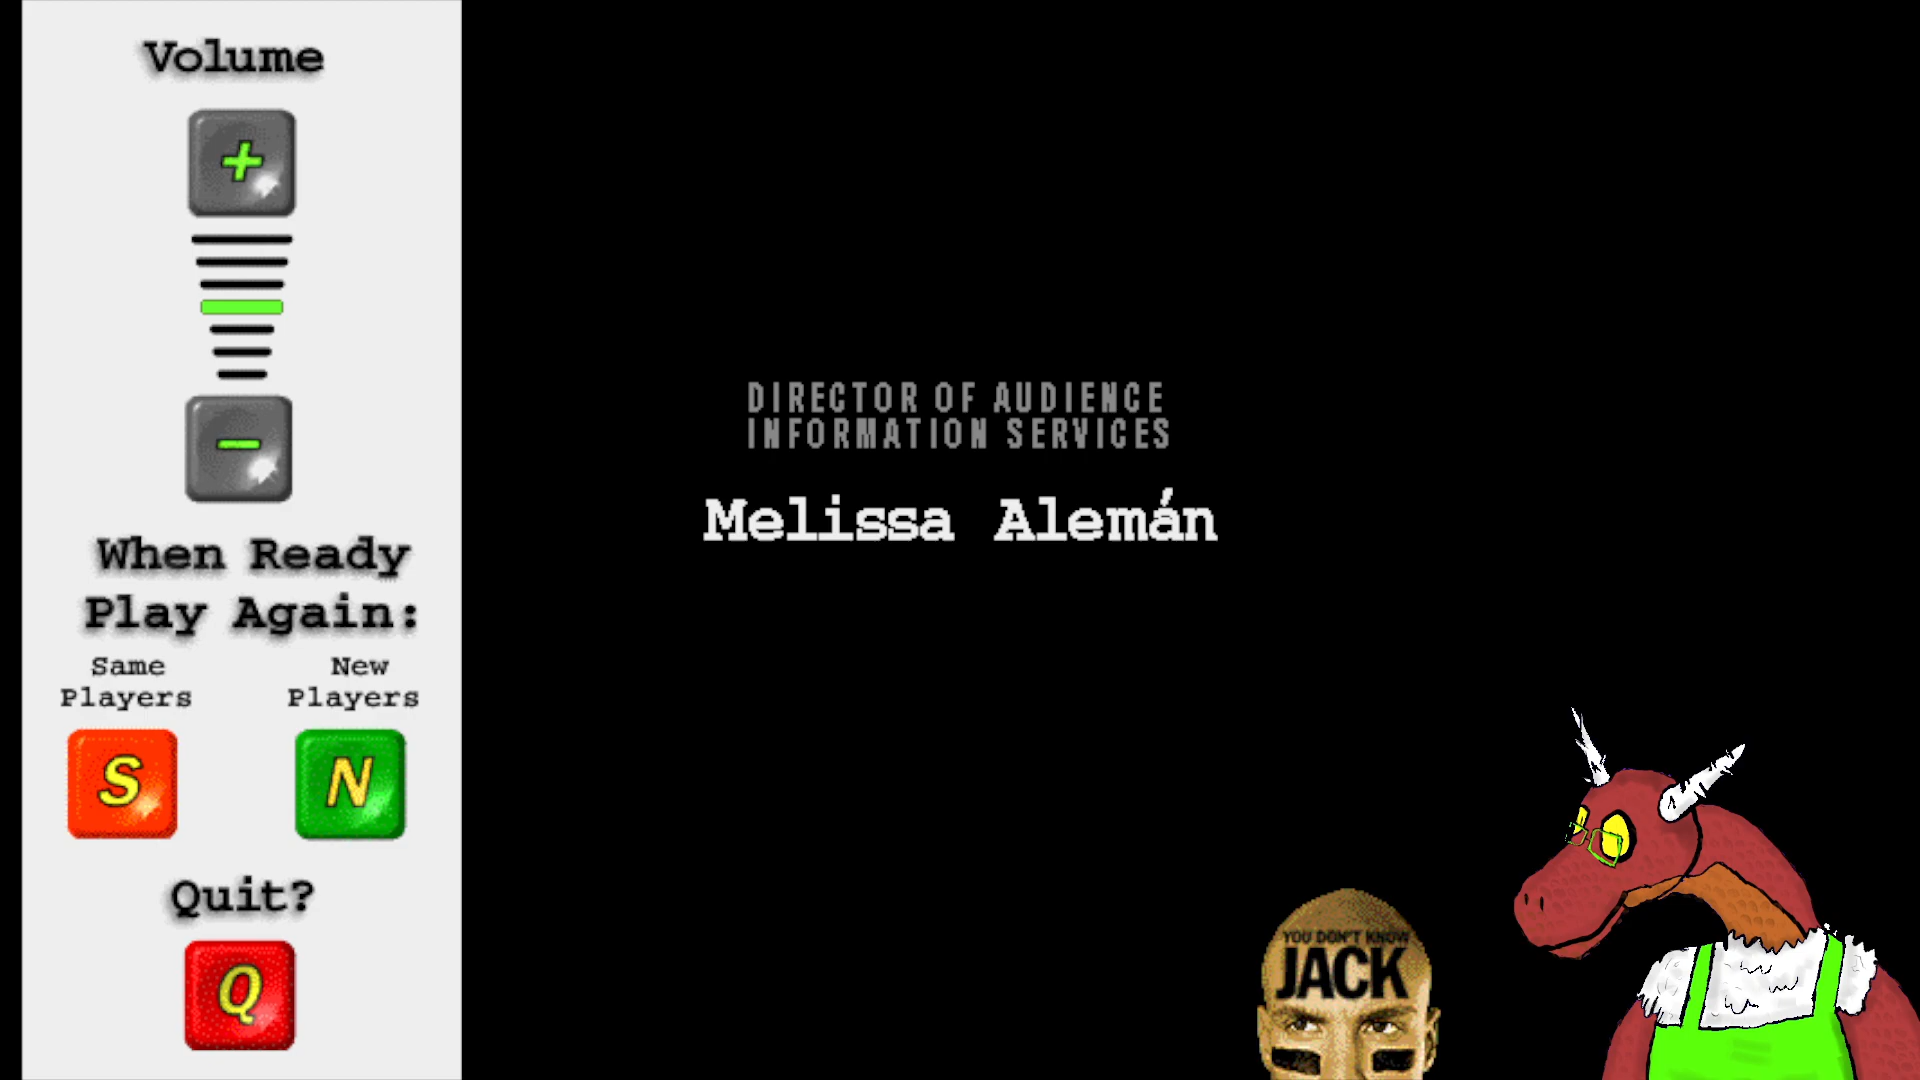 Volume
+
-
When Ready
Play Again:
Same
Players
New
Players
S
N
Quit?
Q
DIRECTOR OF AUDIENCE
INFORMATION SERVICES
Melissa Alemán
YOU DON'T KNOW
JACK